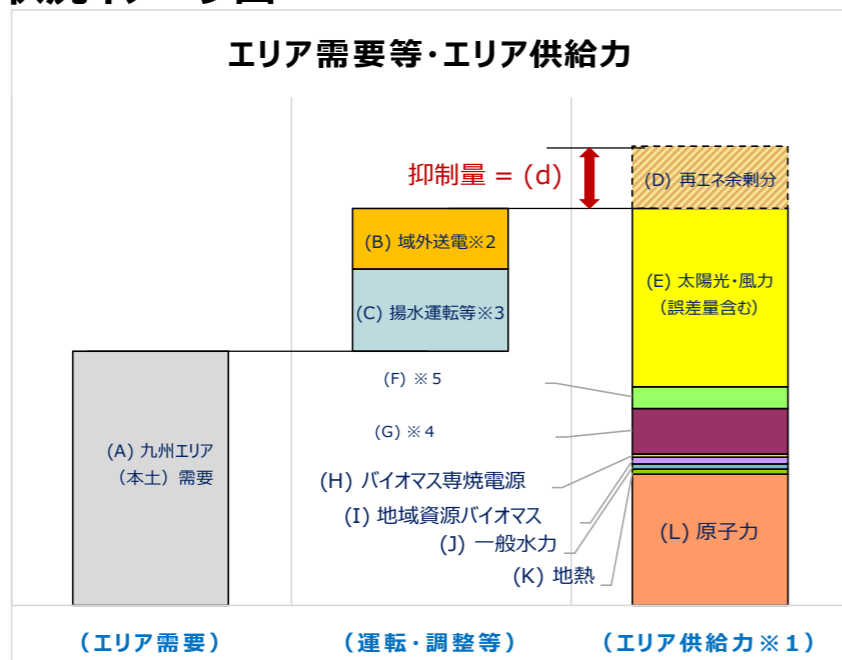 エリア需要等・エリア供給力
抑制量 = (d)
(D) 再エネ余剰分
(B) 域外送電※2
(C) 揚水運転等※3
(E) 太陽光・風力
（誤差量含む）
(F) ※5
(G) ※4
(A) 九州エリア
（本土）需要
(H) バイオマス専焼電源
(I) 地域資源バイオマス
(J) 一般水力
(K) 地熱
(L) 原子力
（エリア需要）
（運転・調整等）
（エリア供給力※1）